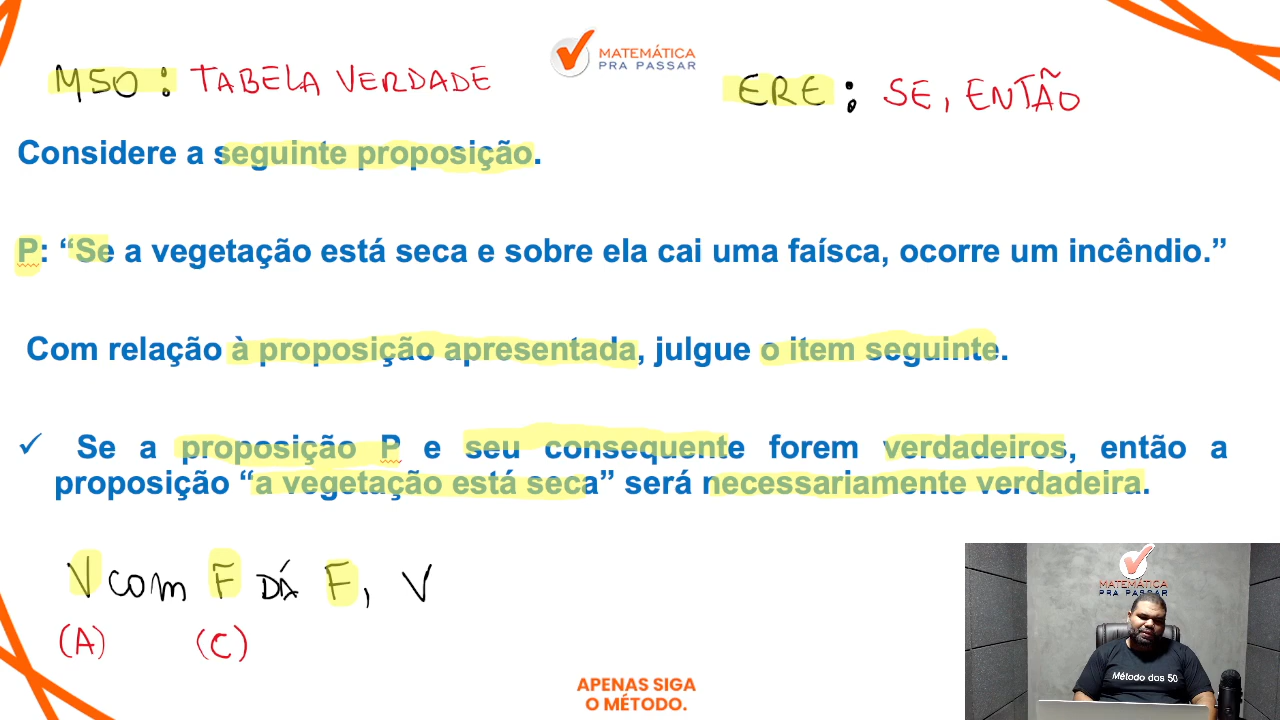 MATEMÁTICA
PRA PASSAR
M50 : TABELA VERDADE
ERE : SE, ENTÃO
Considere a seguinte proposição.
P: “Se a vegetação está seca e sobre ela cai uma faísca, ocorre um incêndio.”
Com relação à proposição apresentada, julgue o item seguinte.
✓ Se a proposição P e seu consequente forem verdadeiros, então a
proposição “a vegetação está seca” será necessariamente verdadeira.
V com F DÁ F, V
(A) (C)
MATEMÁTICA
PRA PASSAR
Método dos 50
APENAS SIGA
O MÉTODO.